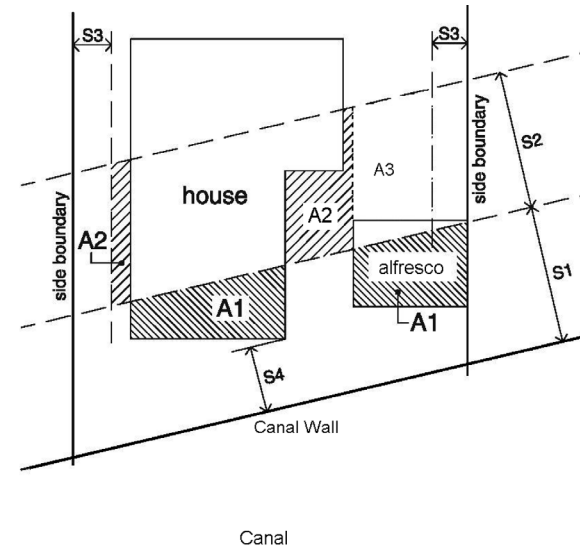 S3
S3
side boundary
side boundary
S2
A3
house
A2
A2
S1
alfresco
A1
A1
S4
Canal Wall
Canal